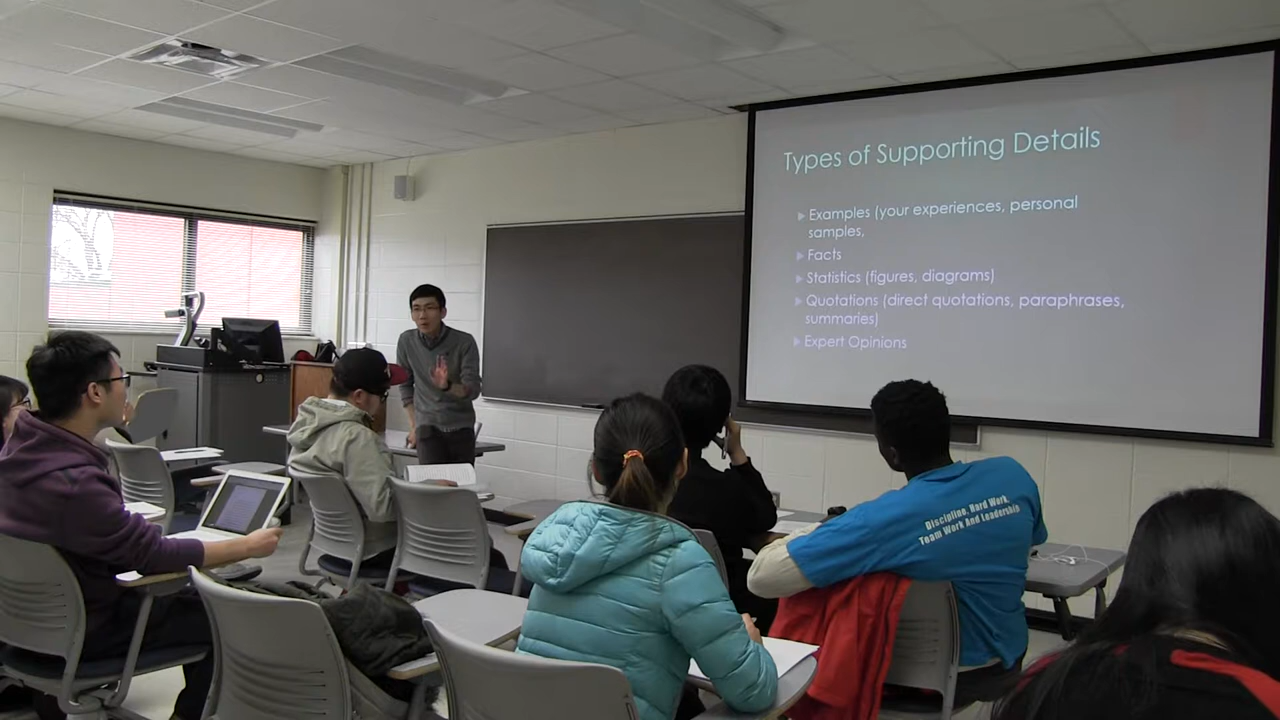 Types of Supporting Details
Examples (your experiences, personal
samples,
Facts
Statistics (figures, diagrams)
Quotations (direct quotations, paraphrases,
summaries)
Expert Opinions
Discipline, Hard Work,
Team Work And Leadership